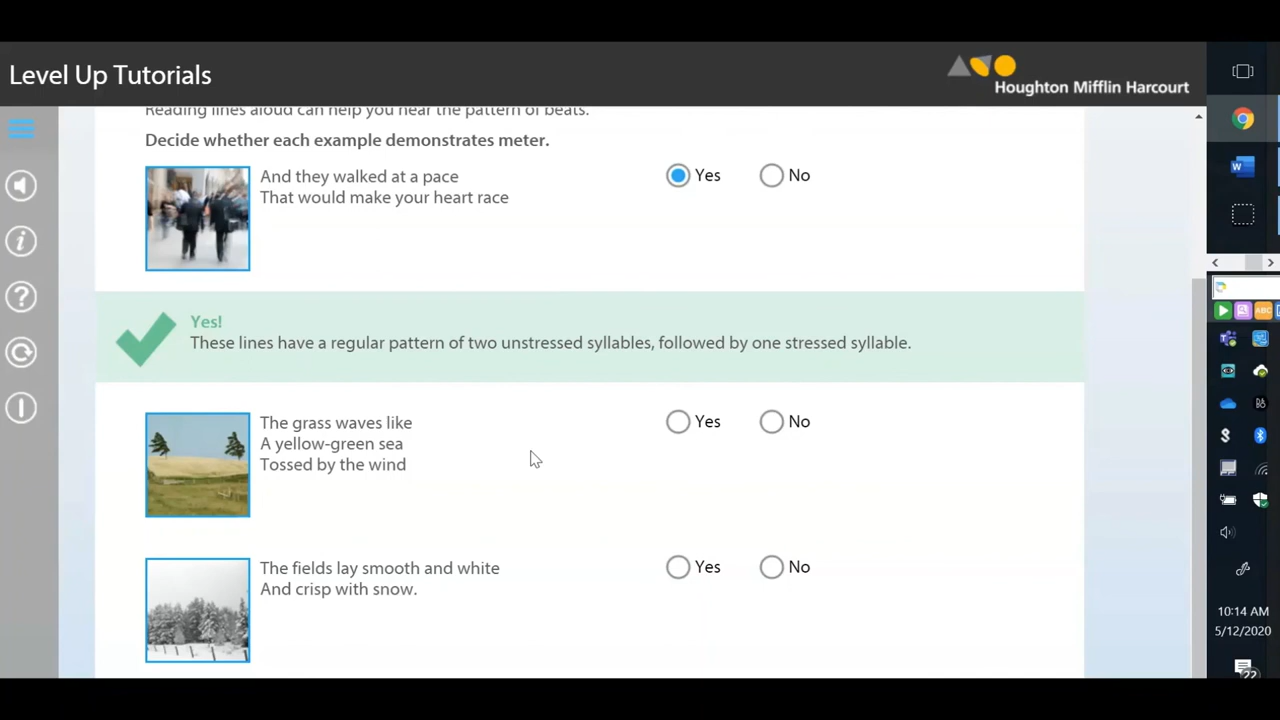 Level Up Tutorials
Houghton Mifflin Harcourt
Reading lines aloud can help you hear the pattern of beats.
Decide whether each example demonstrates meter.
And they walked at a pace
That would make your heart race
Yes
No
Yes!
These lines have a regular pattern of two unstressed syllables, followed by one stressed syllable.
The grass waves like
A yellow-green sea
Tossed by the wind
Yes
No
The fields lay smooth and white
And crisp with snow.
Yes
No
ABC
10:14 AM
5/12/2020
22